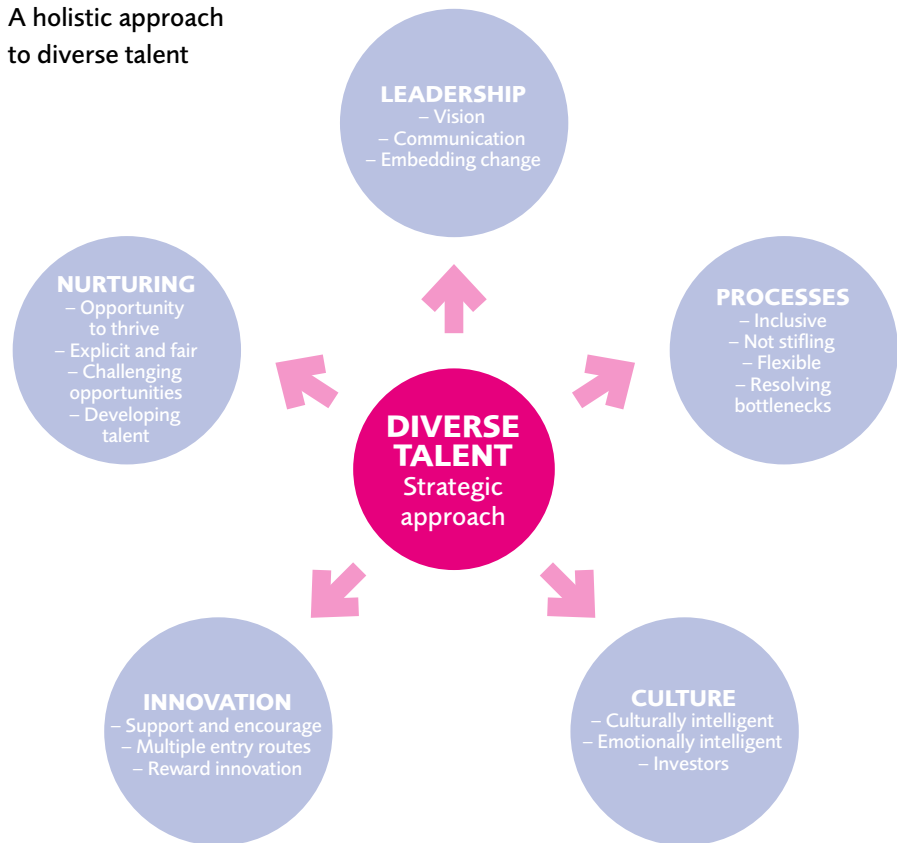 A holistic approach
to diverse talent
LEADERSHIP
– Vision
– Communication
– Embedding change
NURTURING
– Opportunity
to thrive
– Explicit and fair
– Challenging
opportunities
– Developing
talent
PROCESSES
– Inclusive
– Not stifling
– Flexible
– Resolving
bottlenecks
DIVERSE
TALENT
Strategic
approach
INNOVATION
– Support and encourage
– Multiple entry routes
– Reward innovation
CULTURE
– Culturally intelligent
– Emotionally intelligent
– Investors